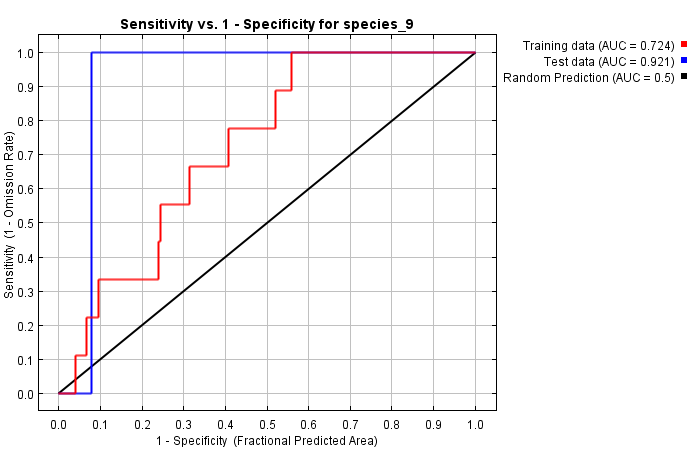 Sensitivity vs. 1 - Specificity for species_9
Training data (AUC = 0.724)
Test data (AUC = 0.921)
Random Prediction (AUC = 0.5)
Sensitivity (1 - Omission Rate)
1.0
0.9
0.8
0.7
0.6
0.5
0.4
0.3
0.2
0.1
0.0
0.0 0.1 0.2 0.3 0.4 0.5 0.6 0.7 0.8 0.9 1.0
1 - Specificity (Fractional Predicted Area)